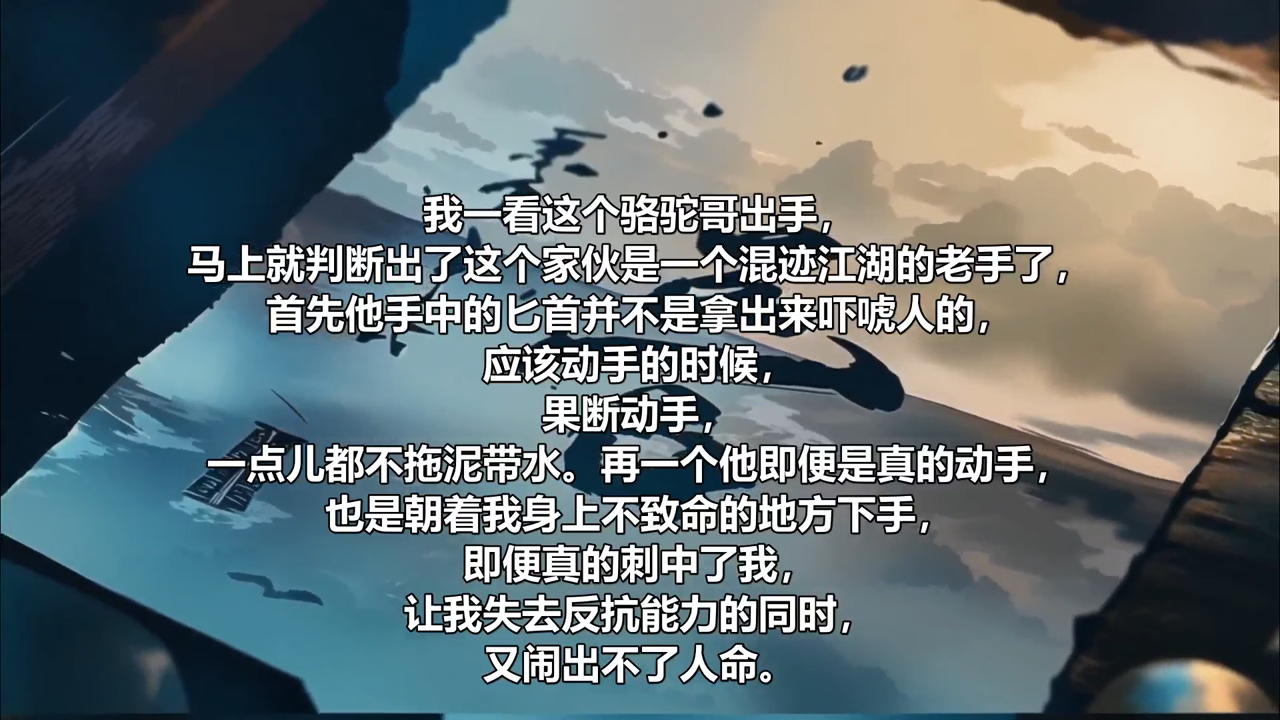 我一看这个骆驼哥出手，
马上就判断出了这个家伙是一个混迹江湖的老手了，
首先他手中的匕首并不是拿出来吓唬人的，
应该动手的时候，
果断动手，
一点儿都不拖泥带水。再一个他即便是真的动手，
也是朝着我身上不致命的地方下手，
即便真的刺中了我，
让我失去反抗能力的同时，
又闹出不了人命。